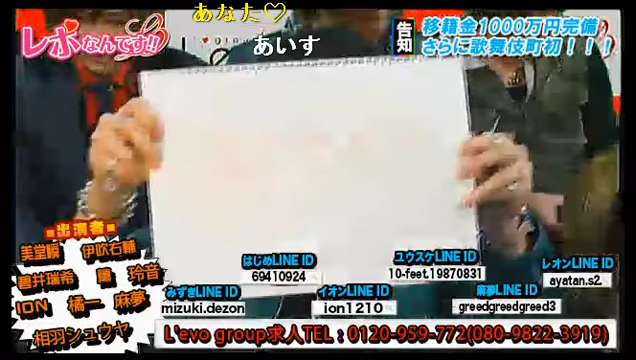 あなた♡
レポなんです!!
あいす
告知
移籍金1000万円完備
さらに歌舞伎町初!!!
出演者
美堂瞬 伊吹右輔
碧井瑞希 玲音
ION 橘一 麻夢
相羽シュウヤ
はじめLINE ID
69410924
ユウスケLINE ID
10-feet.19870831
レオンLINE ID
ayatan.s2.
みずきLINE ID
mizuki.dezon
イオンLINE ID
ion1210
麻夢LINE ID
greedgreedgreed3
L'evo group求人TEL:0120-959-772(080-9822-3919)